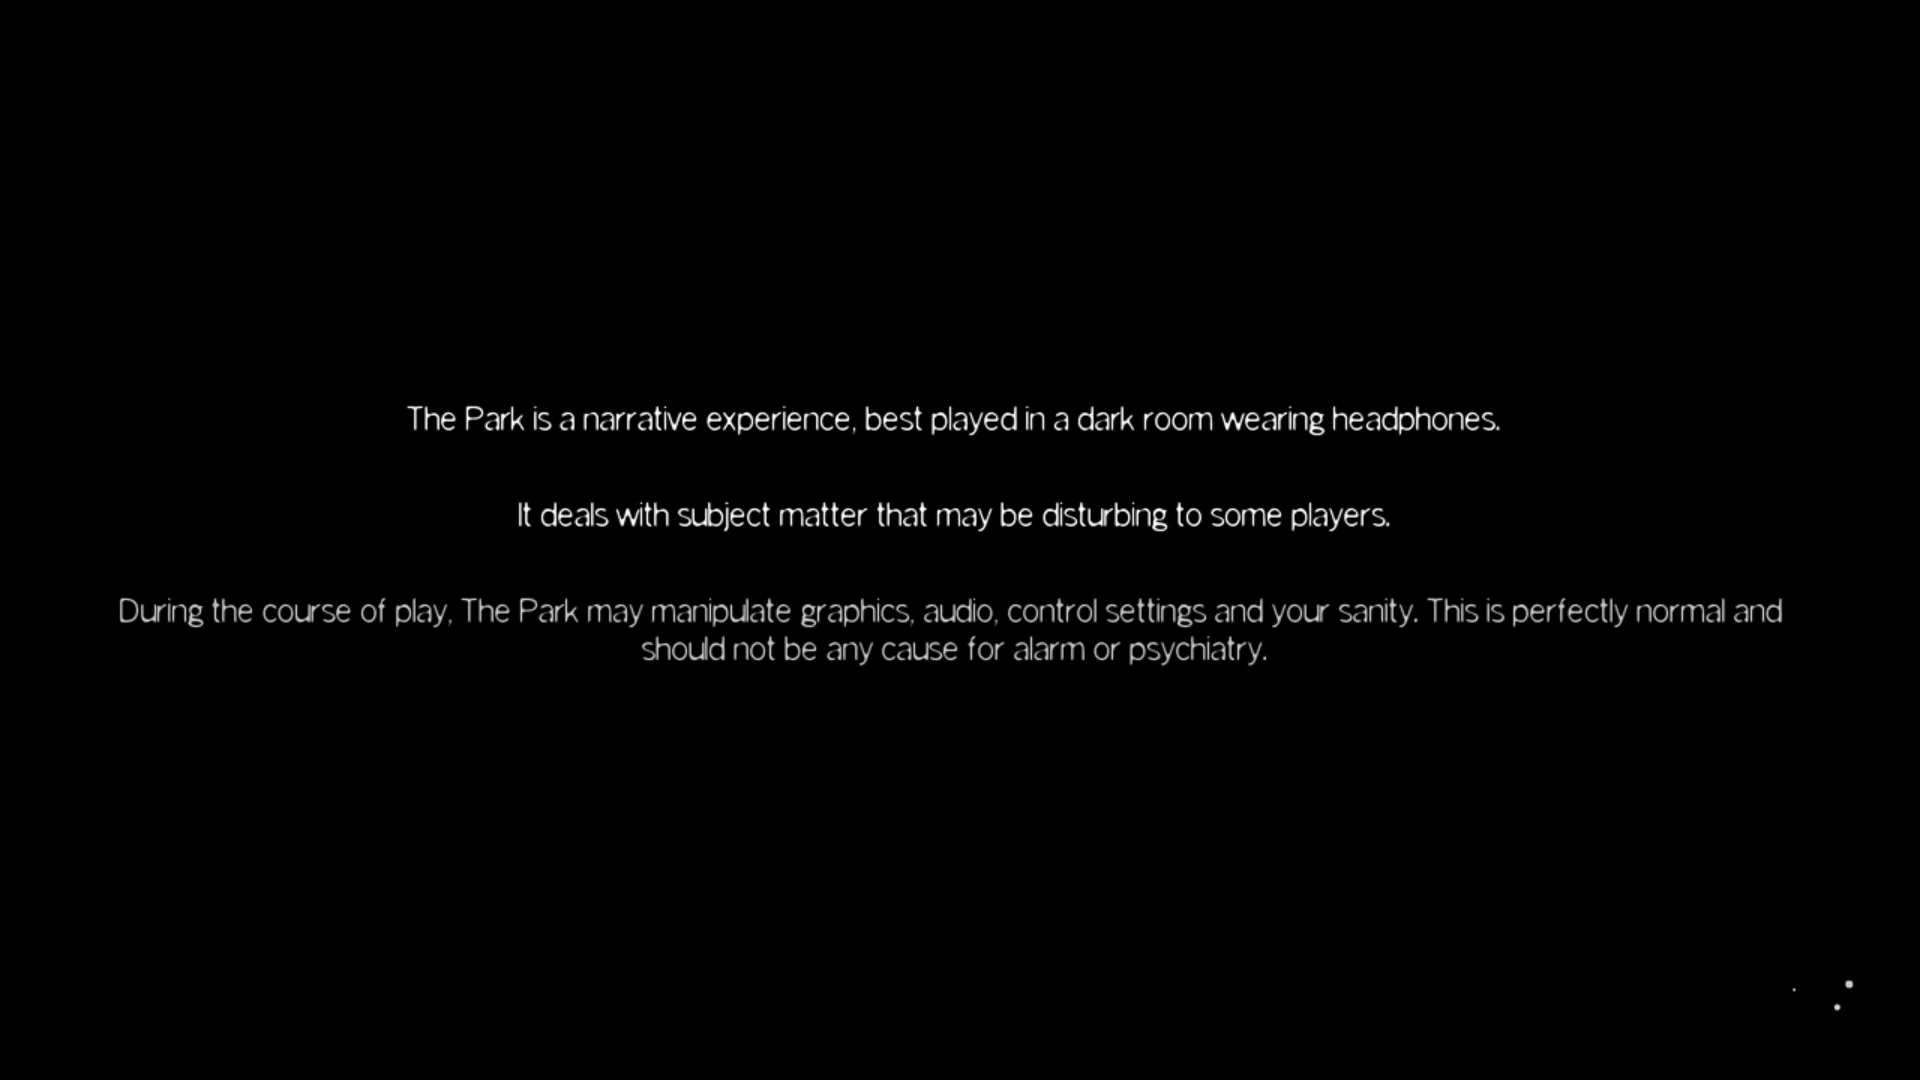 The Park is a narrative experience, best played in a dark room wearing headphones.
It deals with subject matter that may be disturbing to some players.
During the course of play, The Park may manipulate graphics, audio, control settings and your sanity. This is perfectly normal and
should not be any cause for alarm or psychiatry.